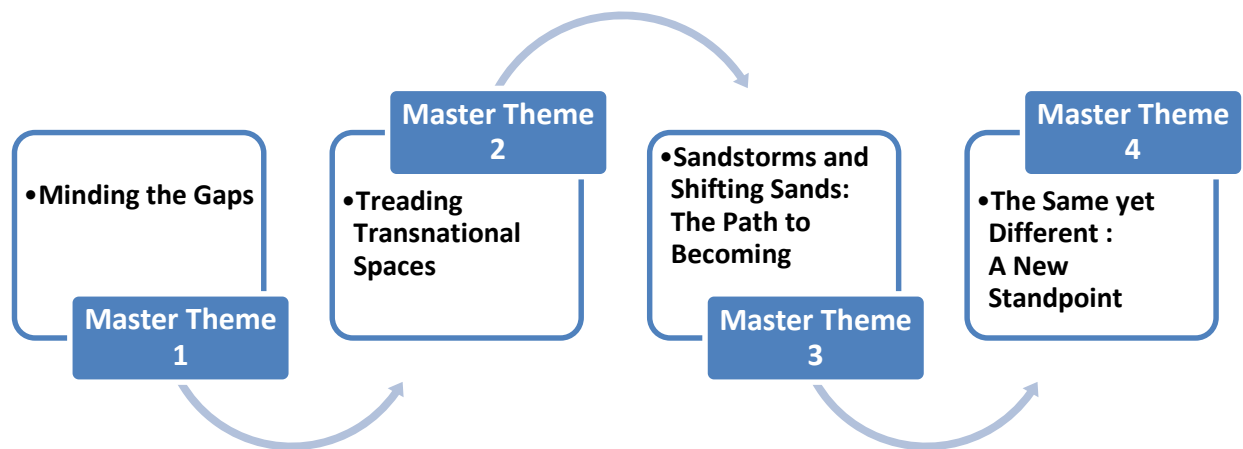 •Minding the Gaps
Master Theme
1
Master Theme
2
•Treading
Transnational
Spaces
•Sandstorms and
Shifting Sands:
The Path to
Becoming
Master Theme
3
Master Theme
4
•The Same yet
Different :
A New
Standpoint